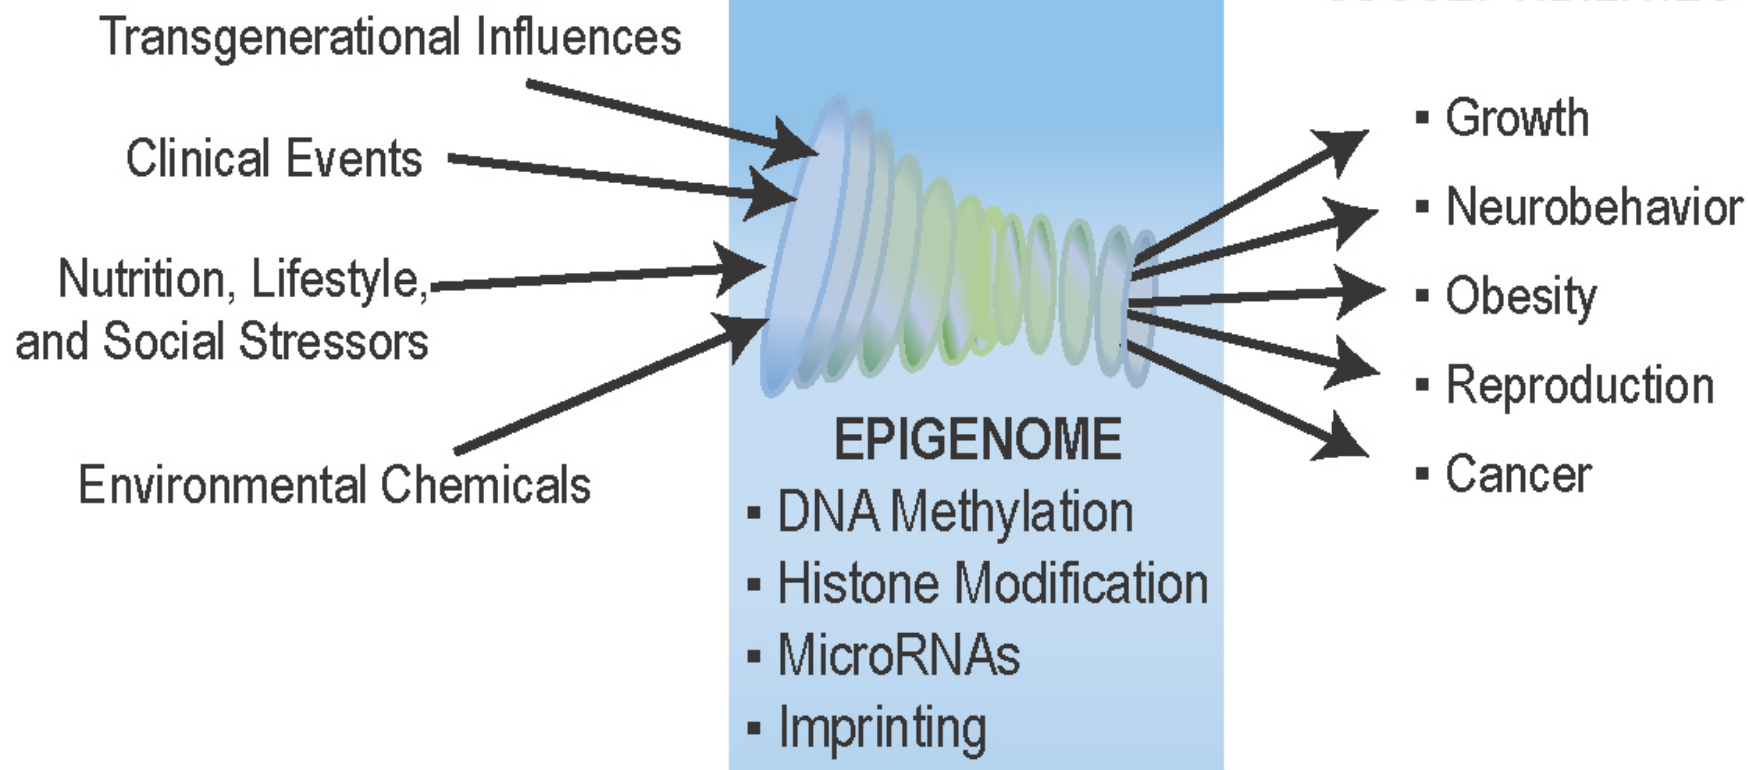 Transgenerational Influences
Clinical Events
Nutrition, Lifestyle,
and Social Stressors
Environmental Chemicals
EPIGENOME
▪ DNA Methylation
▪ Histone Modification
▪ MicroRNAs
▪ Imprinting
▪ Growth
▪ Neurobehavior
▪ Obesity
▪ Reproduction
▪ Cancer